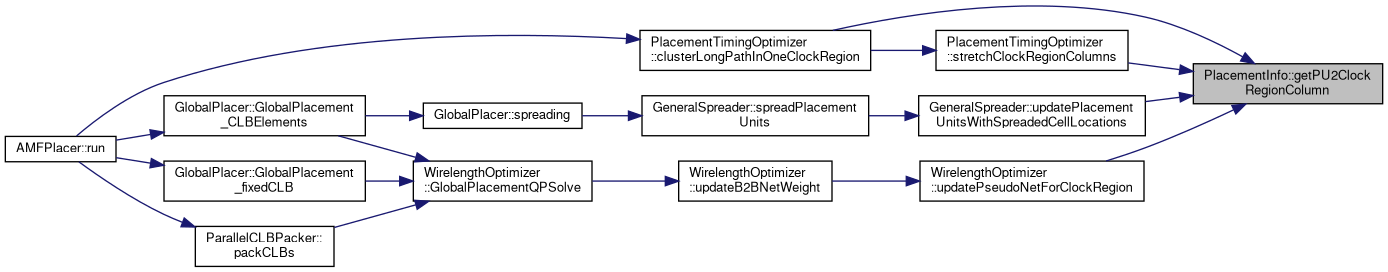 PlacementTimingOptimizer
::clusterLongPathInOneClockRegion
PlacementTimingOptimizer
::stretchClockRegionColumns
PlacementInfo::getPU2Clock
RegionColumn
GlobalPlacer::GlobalPlacement
_CLBElements
GlobalPlacer::spreading
GeneralSpreader::spreadPlacement
Units
GeneralSpreader::updatePlacement
UnitsWithSpreadedCellLocations
AMFPlacer::run
GlobalPlacer::GlobalPlacement
_fixedCLB
WirelengthOptimizer
::GlobalPlacementQPSolve
WirelengthOptimizer
::updateB2BNetWeight
WirelengthOptimizer
::updatePseudoNetForClockRegion
ParallelCLBPacker::
packCLBs